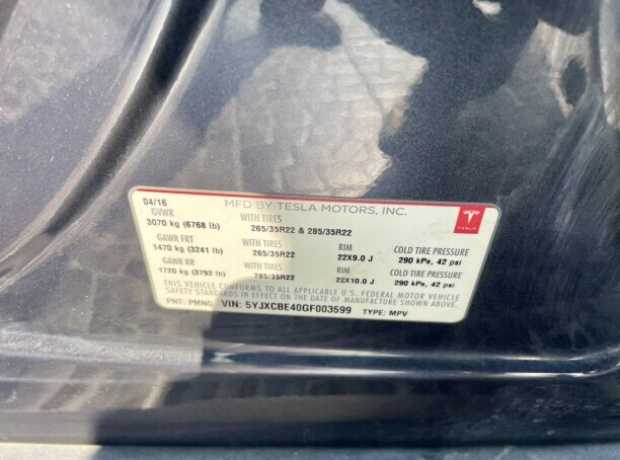 MFD BY TESLA MOTORS, INC.
04/16
GVWR WITH TIRES
3070 kg (6768 lb) 265/35R22 & 285/35R22
GAWR FRT WITH TIRES RIM COLD TIRE PRESSURE
1470 kg (3241 lb) 265/35R22 22X9.0 J 290 kPa, 42 psi
GAWR RR WITH TIRES RIM COLD TIRE PRESSURE
1720 kg (3792 lb) 285/35R22 22X10.0 J 290 kPa, 42 psi
THIS VEHICLE CONFORMS TO ALL APPLICABLE U.S. FEDERAL MOTOR VEHICLE
SAFETY STANDARDS IN EFFECT ON THE DATE OF MANUFACTURE SHOWN ABOVE.
PNT: PMNG VIN: 5YJXCBE40GF003599 TYPE: MPV
TESLA